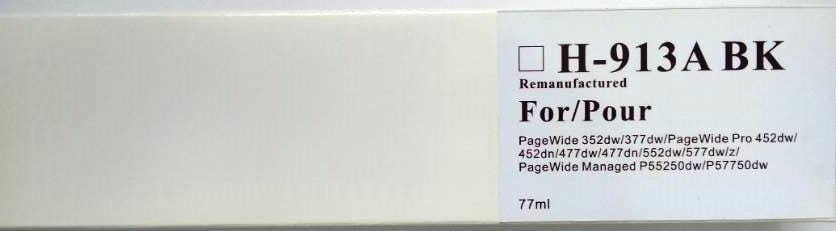 H-913A BK
Remanufactured
For/Pour
PageWide 352dw/377dw/PageWide Pro 452dw/
452dn/477dw/477dn/552dw/577dw/z/
PageWide Managed P55250dw/P57750dw
77ml